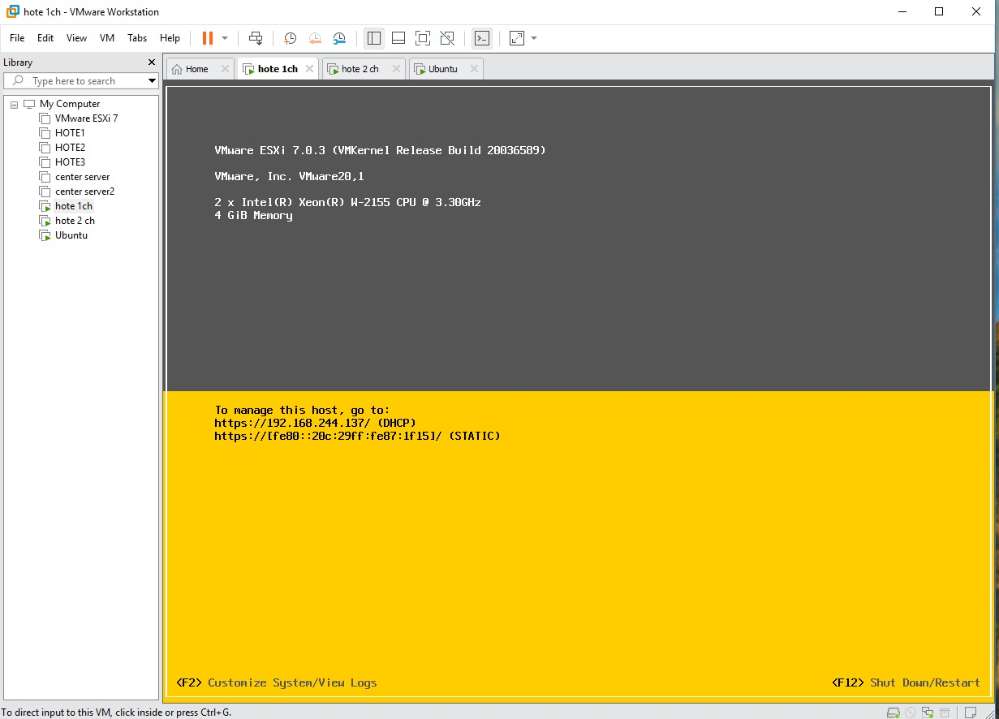 hote 1ch - VMware Workstation
File Edit View VM Tabs Help
Library
Type here to search
My Computer
VMware ESXi 7
HOTE1
HOTE2
HOTE3
center server
center server2
hote 1ch
hote 2 ch
Ubuntu
Home hote 1ch hote 2 ch Ubuntu
VMware ESXi 7.0.3 (VMKernel Release Build 20036589)
VMware, Inc. VMware20,1
2 x Intel(R) Xeon(R) W-2155 CPU @ 3.30GHz
4 GiB Memory
To manage this host, go to:
https://192.168.244.137/ (DHCP)
https://[fe80::20c:29ff:fe87:1f15]/ (STATIC)
<F2> Customize System/View Logs
<F12> Shut Down/Restart
To direct input to this VM, click inside or press Ctrl+G.